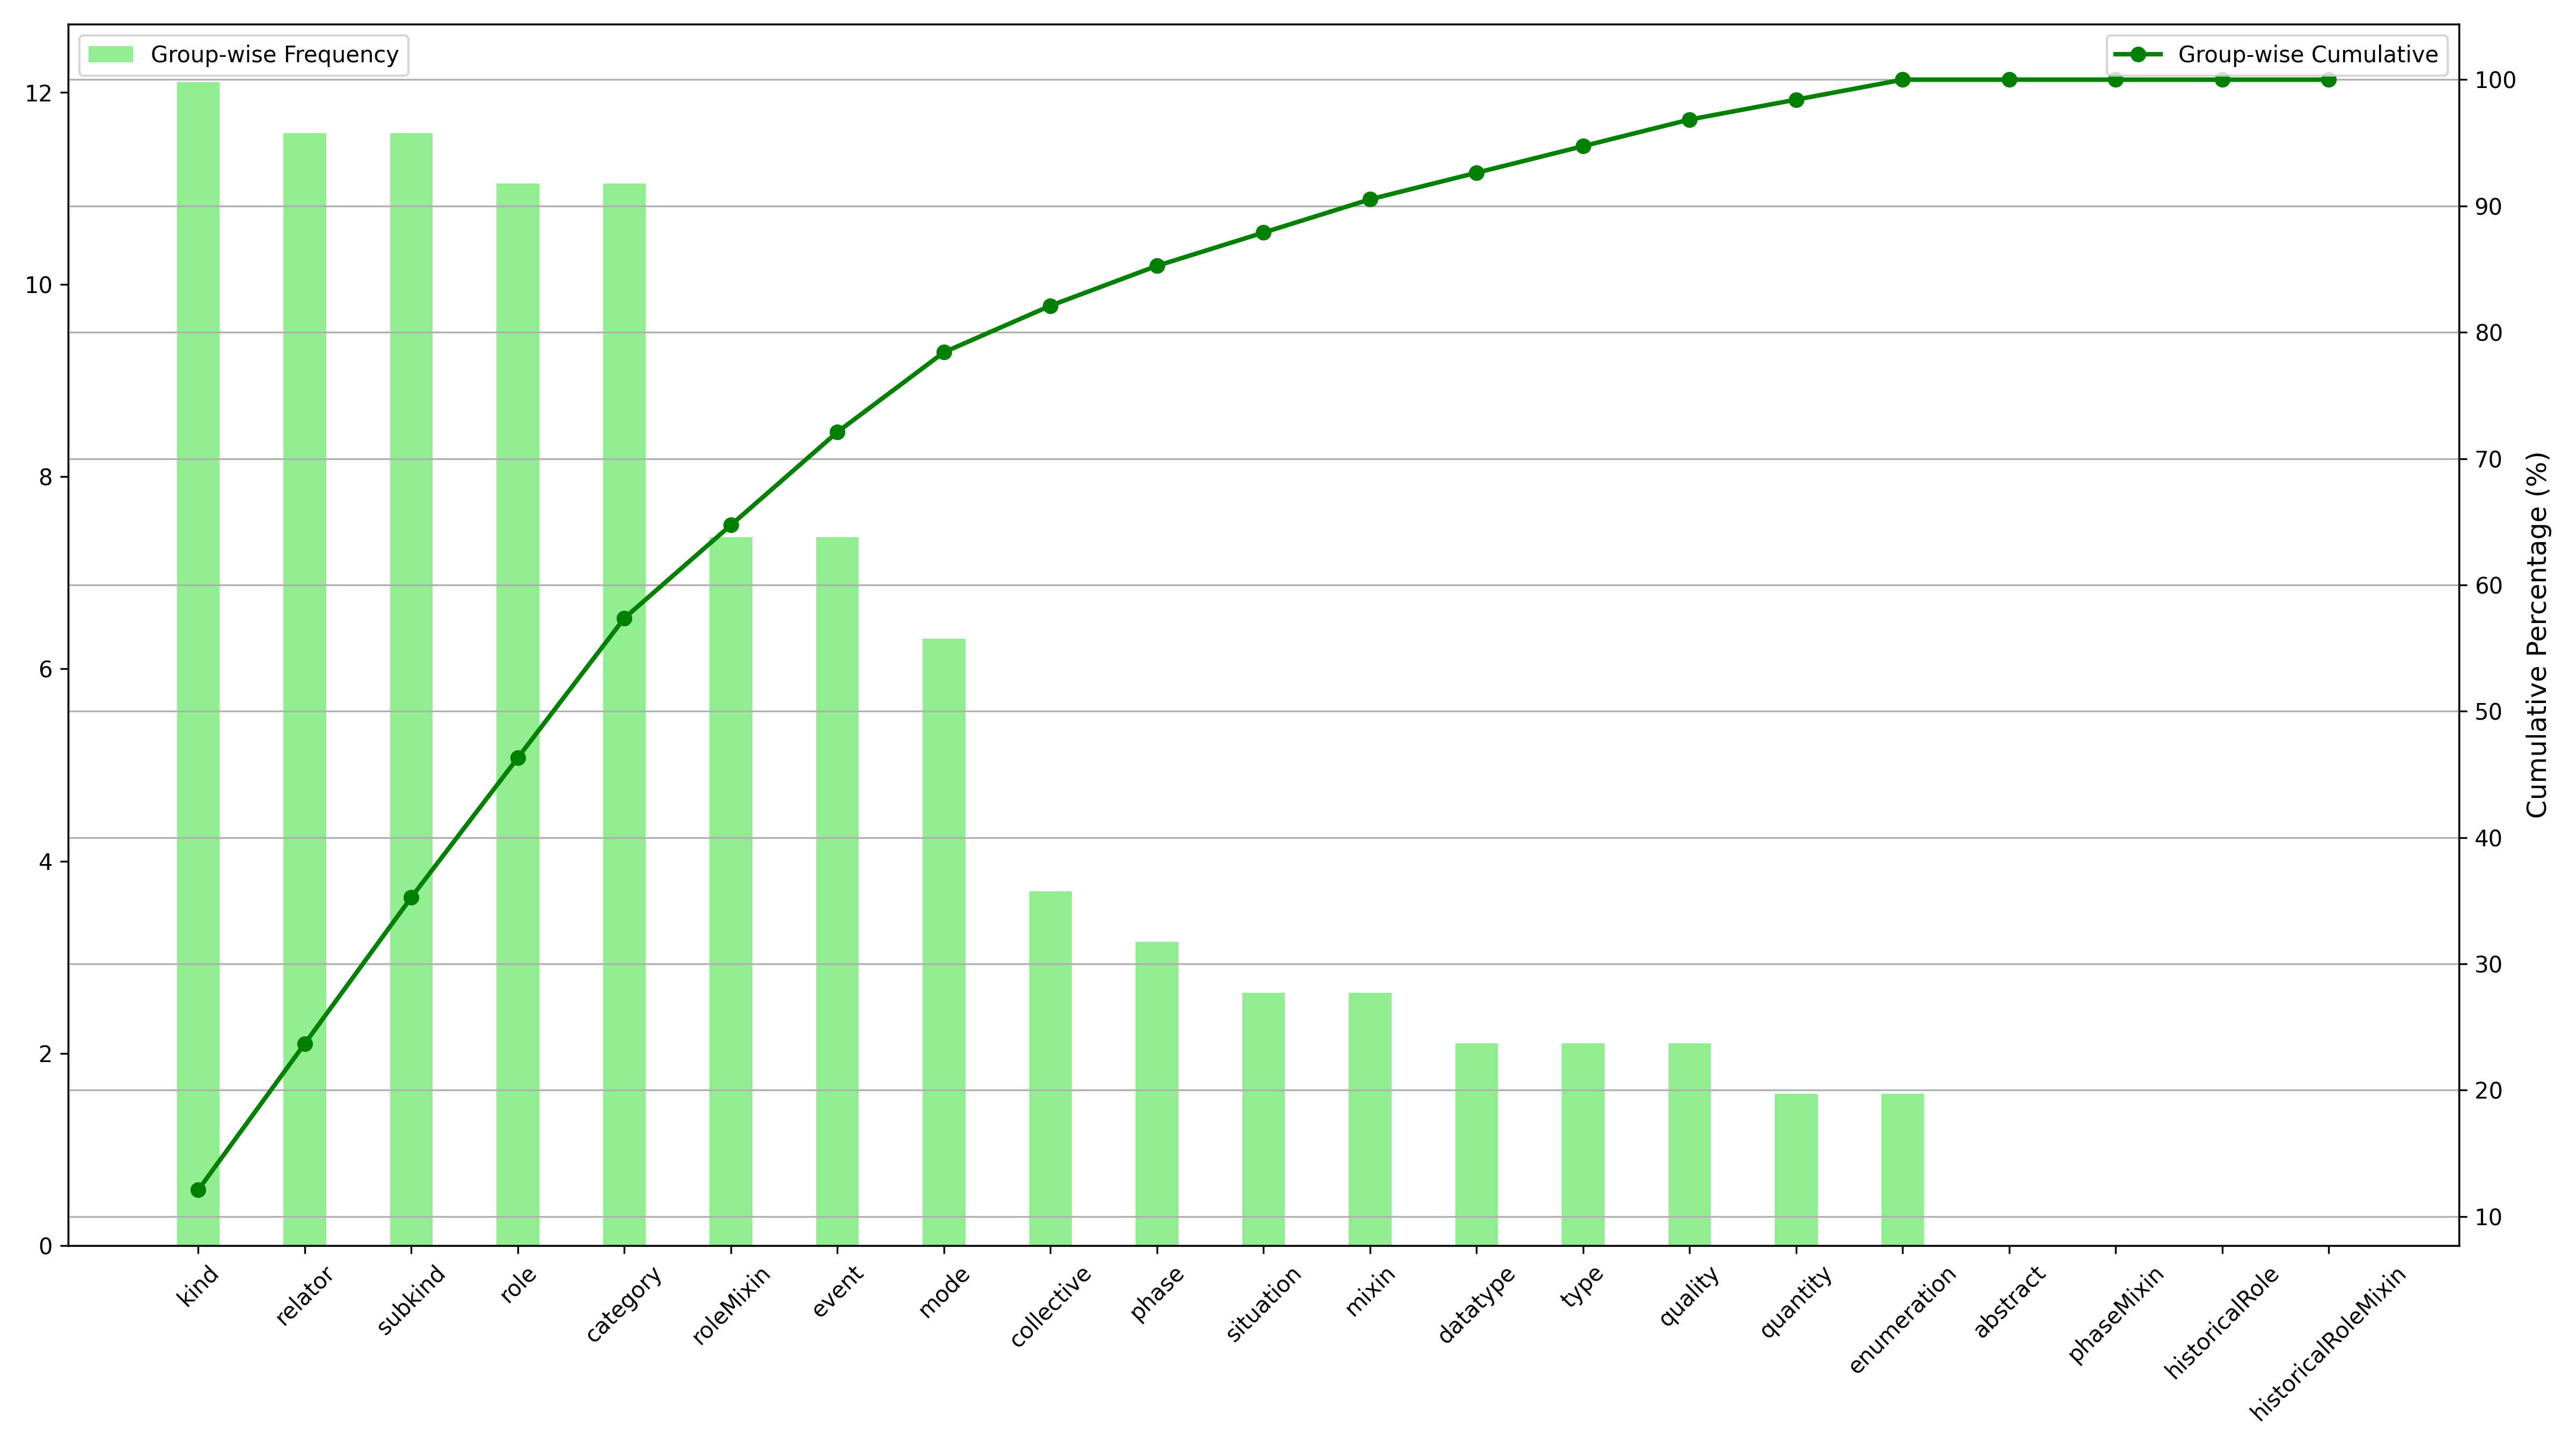 Group-wise Frequency
Group-wise Cumulative
12
10
8
6
4
2
0
100
90
80
70
60
50
40
30
20
10
Cumulative Percentage (%)
kind
relator
subkind
role
category
roleMixin
event
mode
collective
phase
situation
mixin
datatype
type
quality
quantity
enumeration
abstract
phaseMixin
historicalRole
historicalRoleMixin